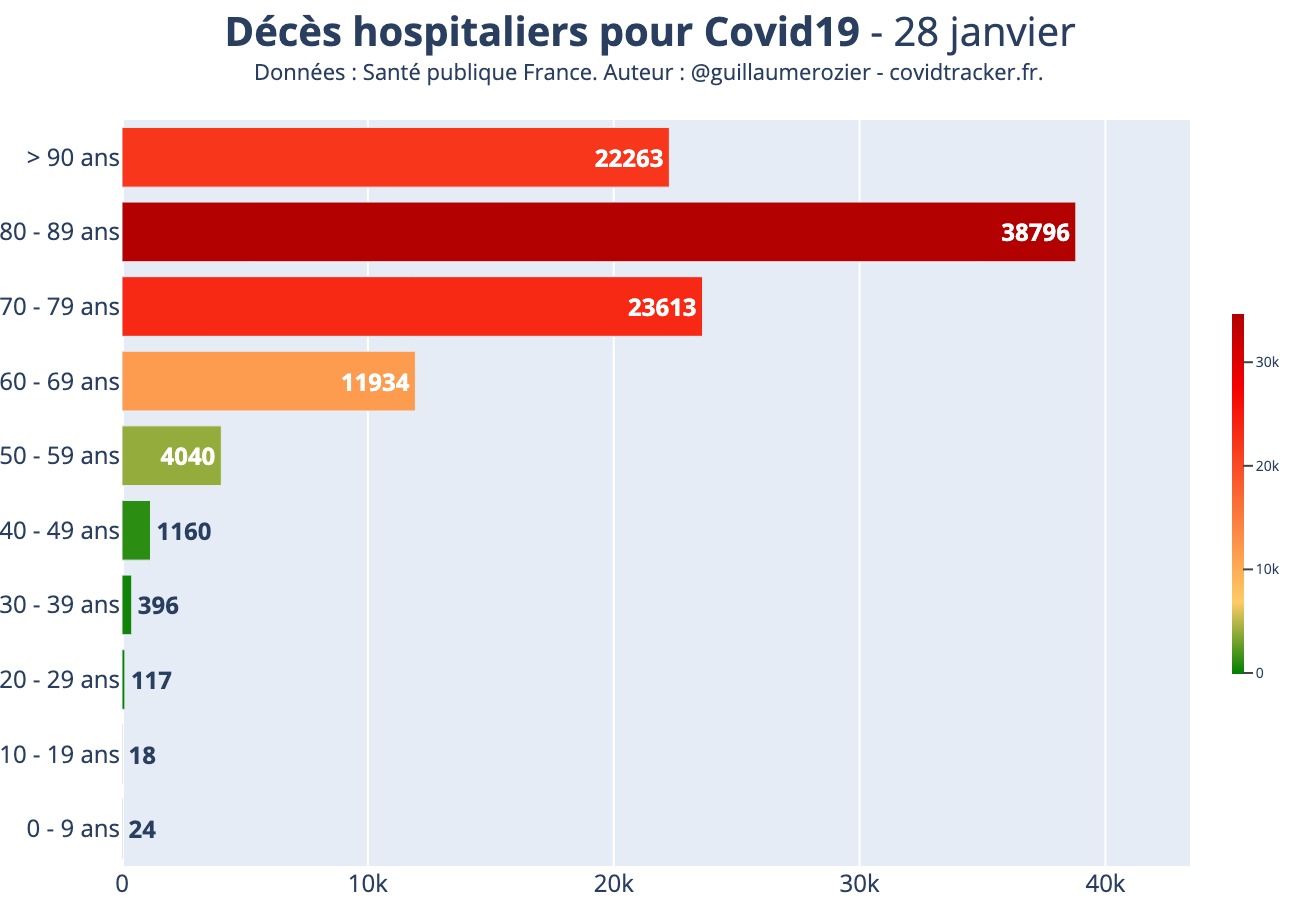 Décès hospitaliers pour Covid19 - 28 janvier
Données : Santé publique France. Auteur : @guillaumerozier - covidtracker.fr.
> 90 ans 22263
80 - 89 ans 38796
70 - 79 ans 23613
60 - 69 ans 11934
50 - 59 ans 4040
40 - 49 ans 1160
30 - 39 ans 396
20 - 29 ans 117
10 - 19 ans 18
0 - 9 ans 24
0 10k 20k 30k 40k
30k
20k
10k
0